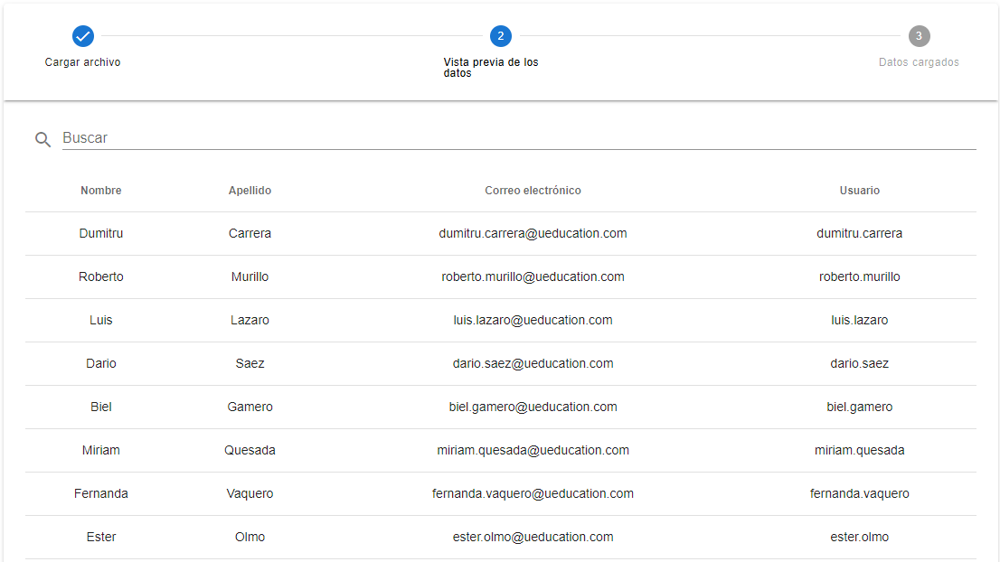 2 3
Cargar archivo Vista previa de los Datos cargados
datos
Buscar
Nombre Apellido Correo electrónico Usuario
Dumitru Carrera dumitru.carrera@ueducation.com dumitru.carrera
Roberto Murillo roberto.murillo@ueducation.com roberto.murillo
Luis Lazaro luis.lazaro@ueducation.com luis.lazaro
Dario Saez dario.saez@ueducation.com dario.saez
Biel Gamero biel.gamero@ueducation.com biel.gamero
Miriam Quesada miriam.quesada@ueducation.com miriam.quesada
Fernanda Vaquero fernanda.vaquero@ueducation.com fernanda.vaquero
Ester Olmo ester.olmo@ueducation.com ester.olmo